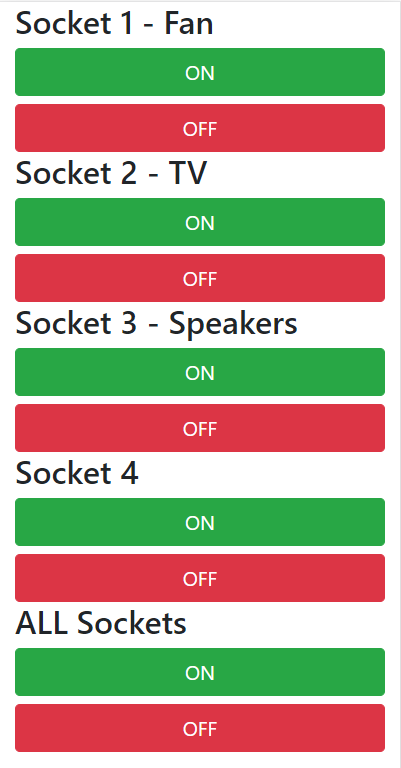 Socket 1 - Fan
ON
OFF
Socket 2 - TV
ON
OFF
Socket 3 - Speakers
ON
OFF
Socket 4
ON
OFF
ALL Sockets
ON
OFF